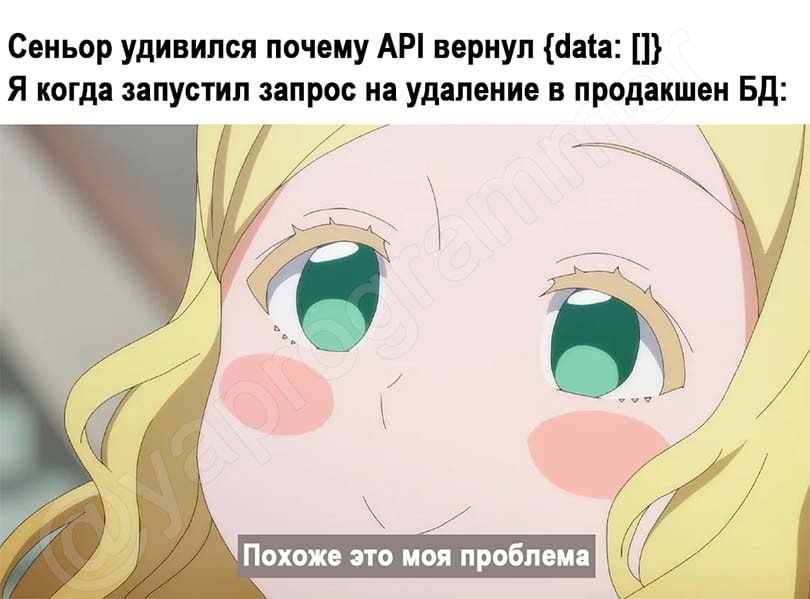 Сеньор удивился почему API вернул {data: []}
Я когда запустил запрос на удаление в продакшен БД:
@yaprogrammer
Похоже это моя проблема